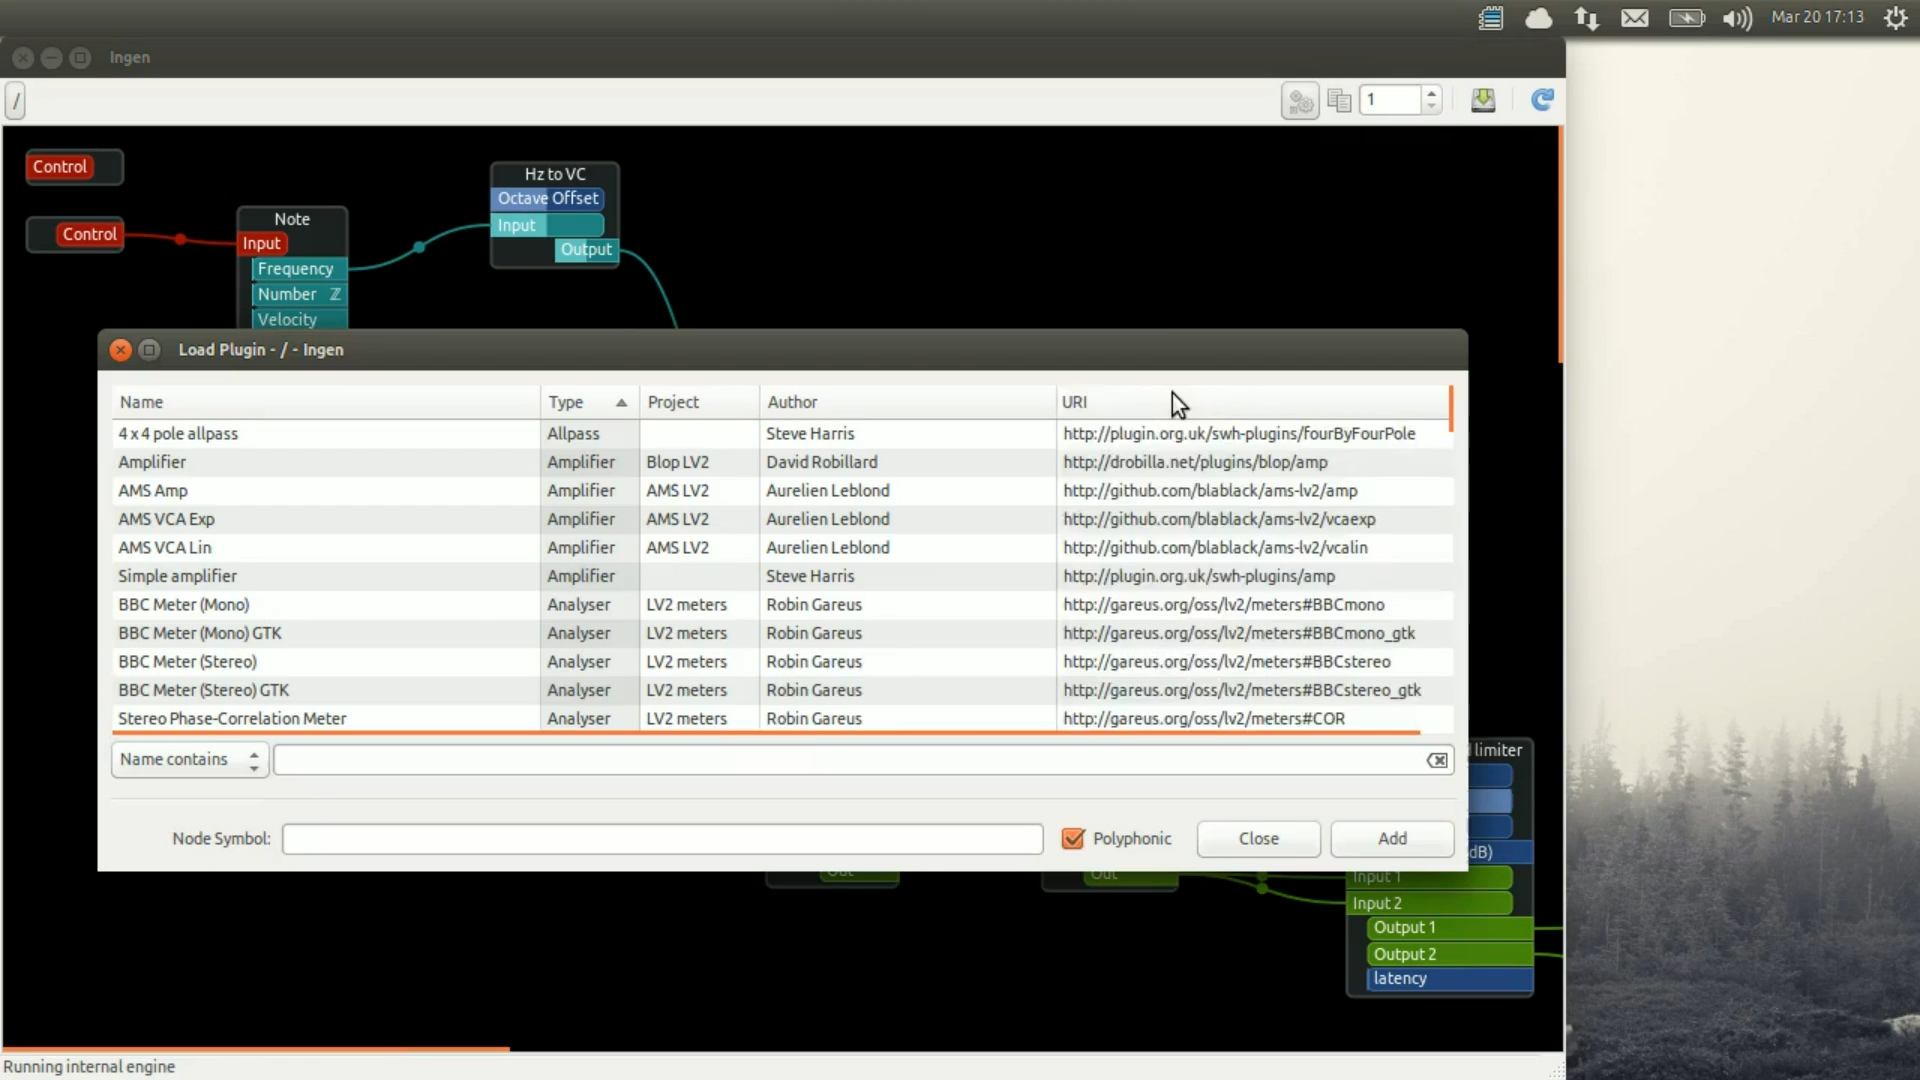 Mar 20 17:13
Ingen
/
1
Control
Hz to VC
Octave Offset
Input
Output
Control
Note
Input
Frequency
Number ℤ
Velocity
Load Plugin - / - Ingen
Name Type Project Author URI
4 x 4 pole allpass Allpass Steve Harris http://plugin.org.uk/swh-plugins/fourByFourPole
Amplifier Amplifier Blop LV2 David Robillard http://drobilla.net/plugins/blop/amp
AMS Amp Amplifier AMS LV2 Aurelien Leblond http://github.com/blablack/ams-lv2/amp
AMS VCA Exp Amplifier AMS LV2 Aurelien Leblond http://github.com/blablack/ams-lv2/vcaexp
AMS VCA Lin Amplifier AMS LV2 Aurelien Leblond http://github.com/blablack/ams-lv2/vcalin
Simple amplifier Amplifier Steve Harris http://plugin.org.uk/swh-plugins/amp
BBC Meter (Mono) Analyser LV2 meters Robin Gareus http://gareus.org/oss/lv2/meters#BBCmono
BBC Meter (Mono) GTK Analyser LV2 meters Robin Gareus http://gareus.org/oss/lv2/meters#BBCmono_gtk
BBC Meter (Stereo) Analyser LV2 meters Robin Gareus http://gareus.org/oss/lv2/meters#BBCstereo
BBC Meter (Stereo) GTK Analyser LV2 meters Robin Gareus http://gareus.org/oss/lv2/meters#BBCstereo_gtk
Stereo Phase-Correlation Meter Analyser LV2 meters Robin Gareus http://gareus.org/oss/lv2/meters#COR
Name contains
limiter
Node Symbol: Polyphonic Close Add
dB)
Out
Out
Input 1
Input 2
Output 1
Output 2
latency
Running internal engine